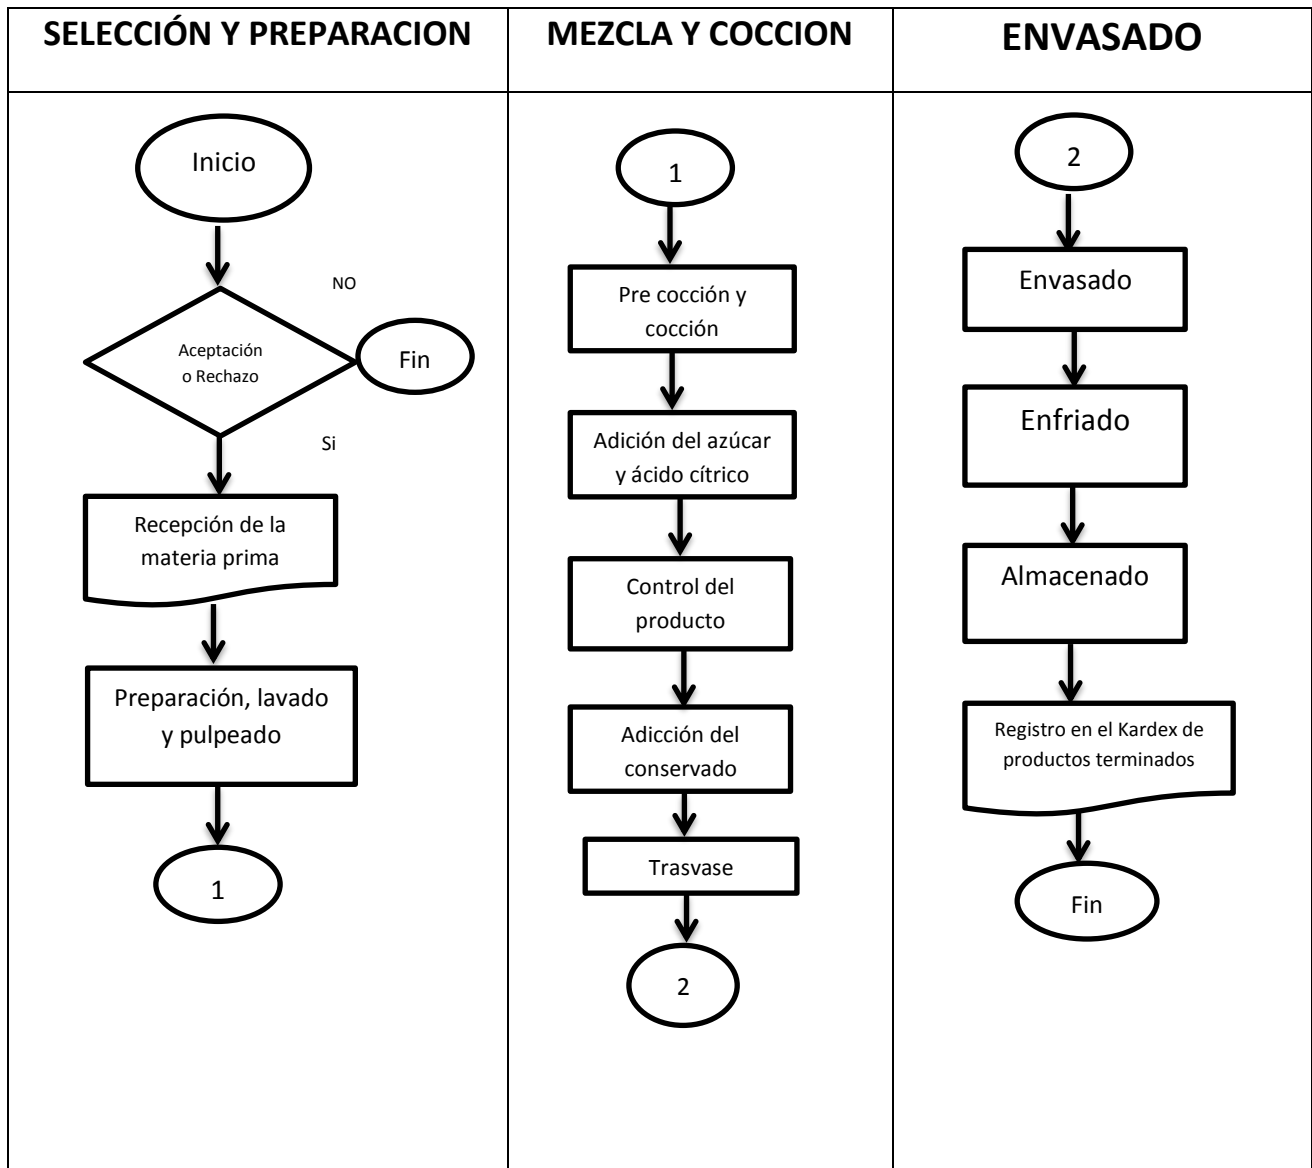 SELECCIÓN Y PREPARACION
MEZCLA Y COCCION
ENVASADO
Inicio
NO
Aceptación
o Rechazo
Fin
Si
Recepción de la
materia prima
Preparación, lavado
y pulpeado
1
1
Pre cocción y
cocción
Adición del azúcar
y ácido cítrico
Control del
producto
Adicción del
conservado
Trasvase
2
2
Envasado
Enfriado
Almacenado
Registro en el Kardex de
productos terminados
Fin